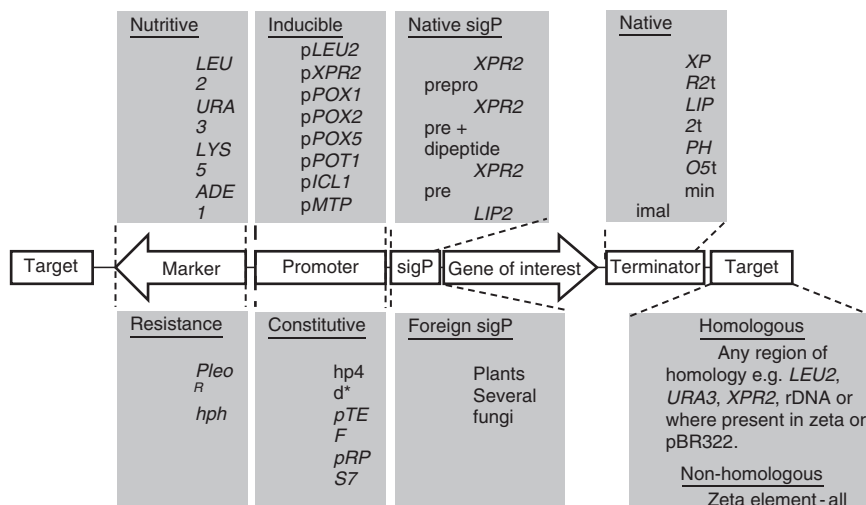 Nutritive
LEU
2
URA
3
LYS
5
ADE
1
Inducible
pLEU2
pXPR2
pPOX1
pPOX2
pPOX5
pPOT1
pICL1
pMTP
Native sigP
XPR2
prepro
XPR2
pre +
dipeptide
XPR2
pre
LIP2
Native
XP
R2t
LIP
2t
PH
O5t
min
imal
Target
Marker
Promoter
sigP
Gene of interest
Terminator
Target
Resistance
Pleo
R
hph
Constitutive
hp4
d*
pTE
F
pRP
S7
Foreign sigP
Plants
Several
fungi
Homologous
Any region of
homology e.g. LEU2,
URA3, XPR2, rDNA or
where present in zeta or
pBR322.
Non-homologous
Zeta element - all